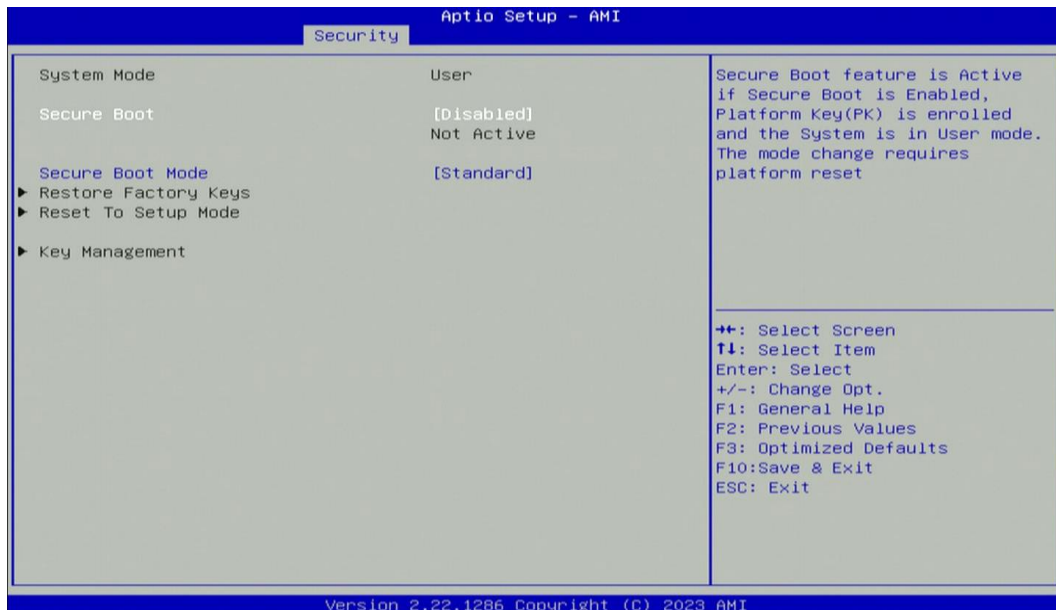 Aptio Setup - AMI
Security
System Mode User
Secure Boot [Disabled]
Not Active
Secure Boot Mode [Standard]
▶ Restore Factory Keys
▶ Reset To Setup Mode
▶ Key Management
Secure Boot feature is Active
if Secure Boot is Enabled,
Platform Key(PK) is enrolled
and the System is in User mode.
The mode change requires
platform reset
→←: Select Screen
↑↓: Select Item
Enter: Select
+/-: Change Opt.
F1: General Help
F2: Previous Values
F3: Optimized Defaults
F10:Save & Exit
ESC: Exit
Version 2.22.1286 Copyright (C) 2023 AMI